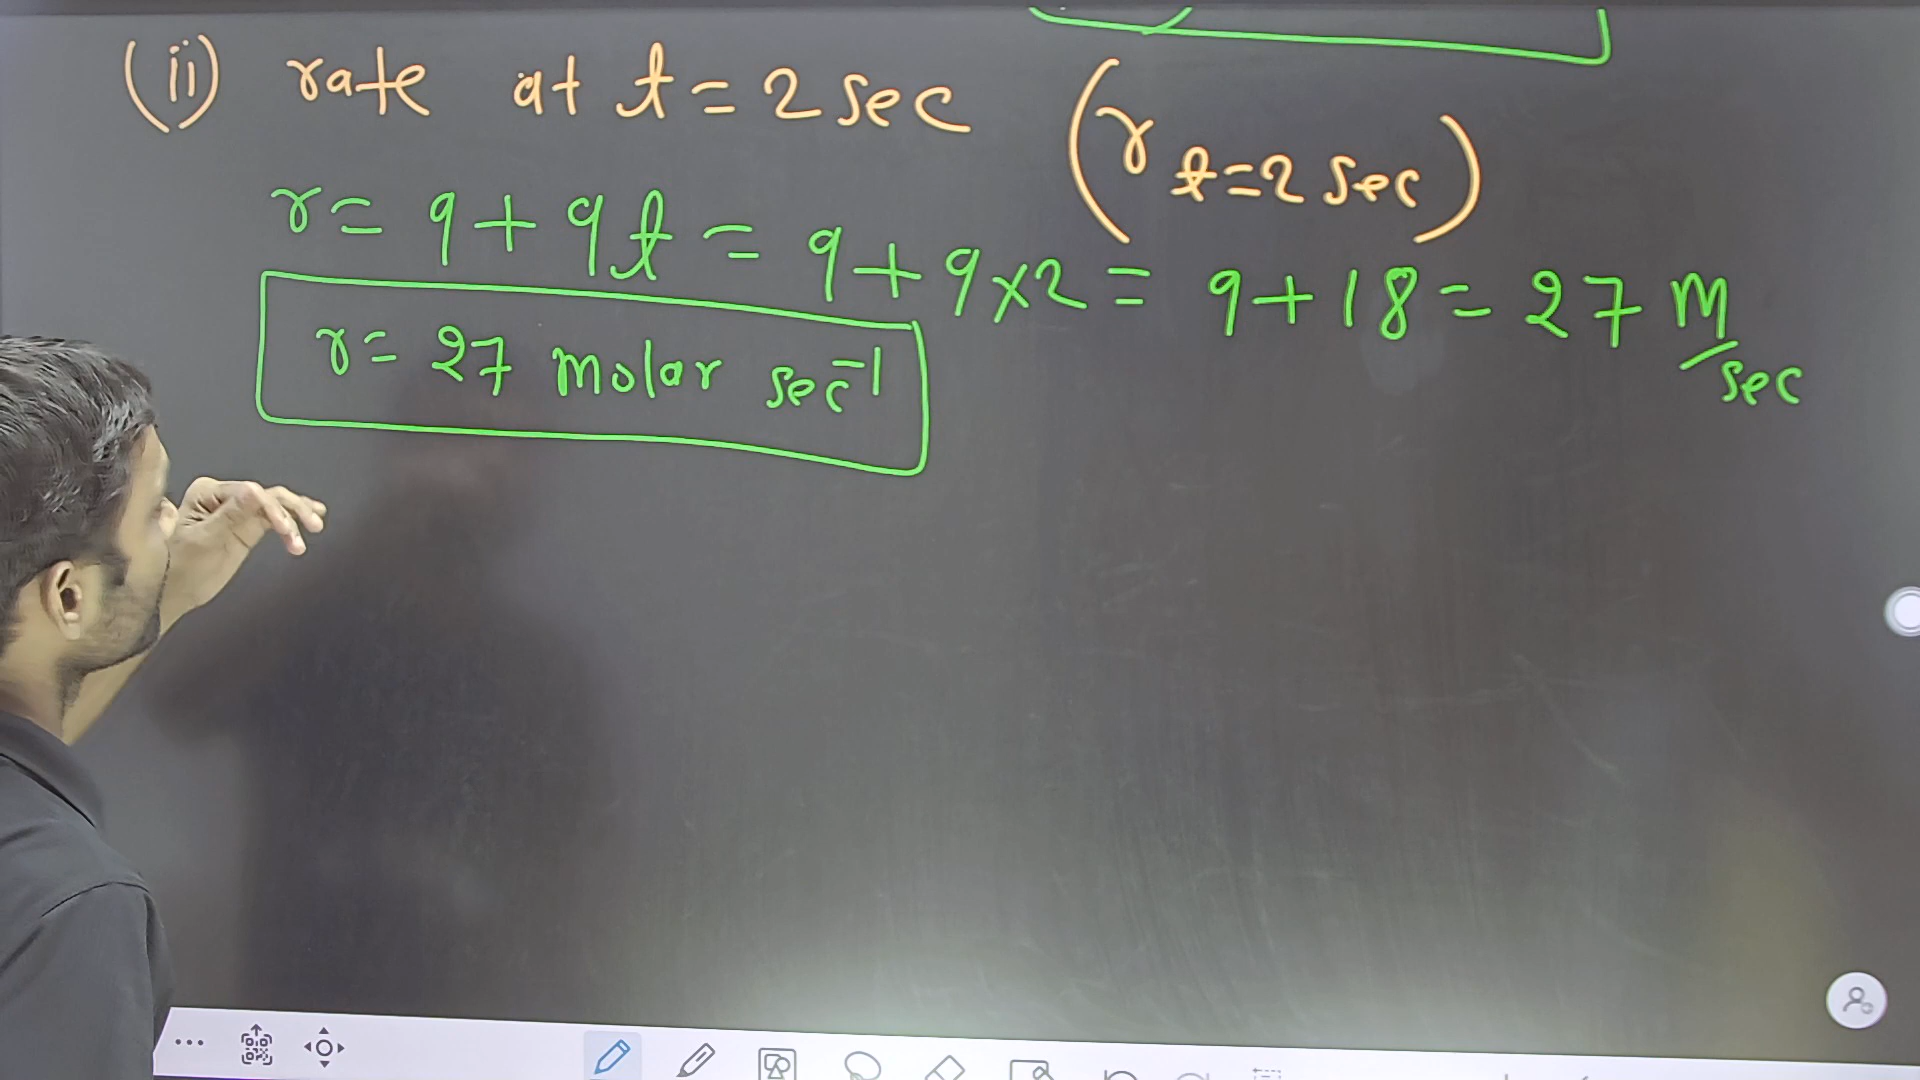 (ii) rate at t = 2 sec (r t=2 sec)
r = 9 + 9t = 9 + 9×2 = 9 + 18 = 27 M/sec
r = 27 molar sec⁻¹